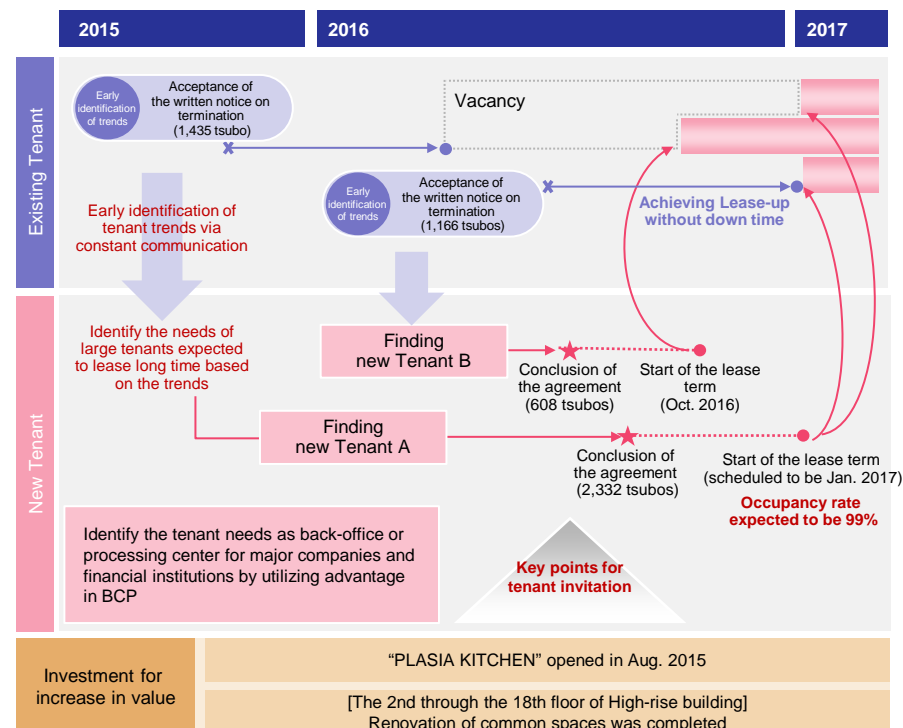 2015
2016
2017
Existing Tenant
Early
identification
of trends
Acceptance of
the written notice on
termination
(1,435 tsubo)
Vacancy
Early
identification
of trends
Acceptance of
the written notice on
termination
(1,166 tsubos)
Achieving Lease-up
without down time
Early identification of
tenant trends via
constant communication
New Tenant
Identify the needs of
large tenants expected
to lease long time based
on the trends
Finding
new Tenant B
Conclusion of
the agreement
(608 tsubos)
Start of the lease
term
(Oct. 2016)
Finding
new Tenant A
Conclusion of
the agreement
(2,332 tsubos)
Start of the lease term
(scheduled to be Jan. 2017)
Occupancy rate
expected to be 99%
Identify the tenant needs as back-office or
processing center for major companies and
financial institutions by utilizing advantage
in BCP
Key points for
tenant invitation
Investment for
increase in value
“PLASIA KITCHEN” opened in Aug. 2015
[The 2nd through the 18th floor of High-rise building]
Renovation of common spaces was completed